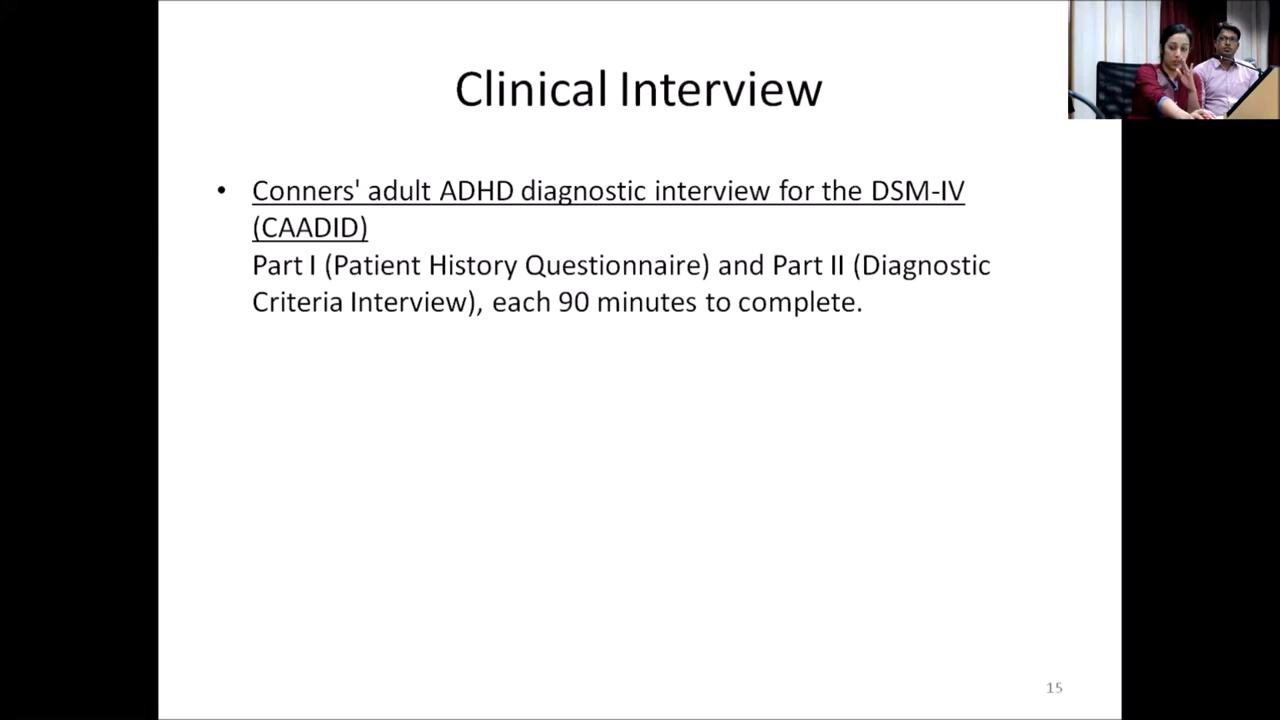 Clinical Interview
• Conners' adult ADHD diagnostic interview for the DSM-IV
(CAADID)
Part I (Patient History Questionnaire) and Part II (Diagnostic
Criteria Interview), each 90 minutes to complete.
15